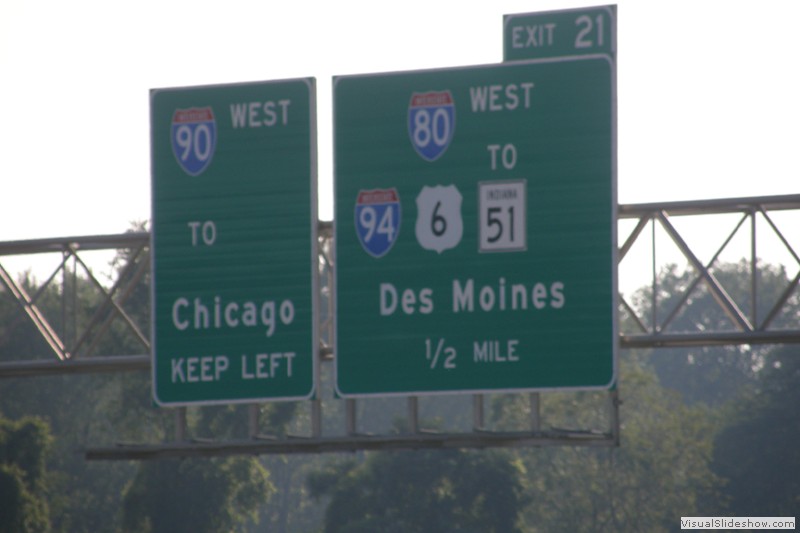 90 WEST
TO
Chicago
KEEP LEFT
EXIT 21
80 WEST
TO
94 6 INDIANA 51
Des Moines
1/2 MILE
VisualSlideshow.com